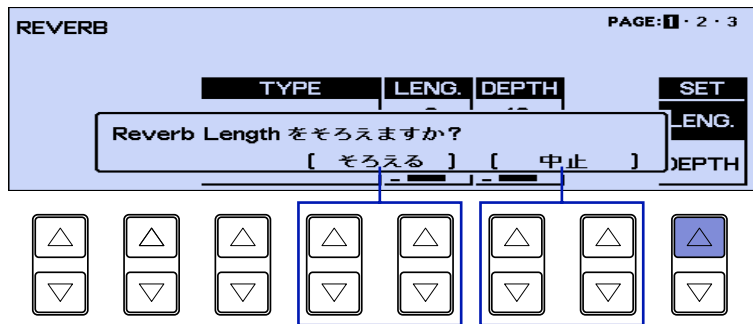 REVERB
PAGE: 1 · 2 · 3
TYPE LENG. DEPTH SET
LENG.
Reverb Length をそろえますか?
[ そろえる ] [ 中止 ]
DEPTH